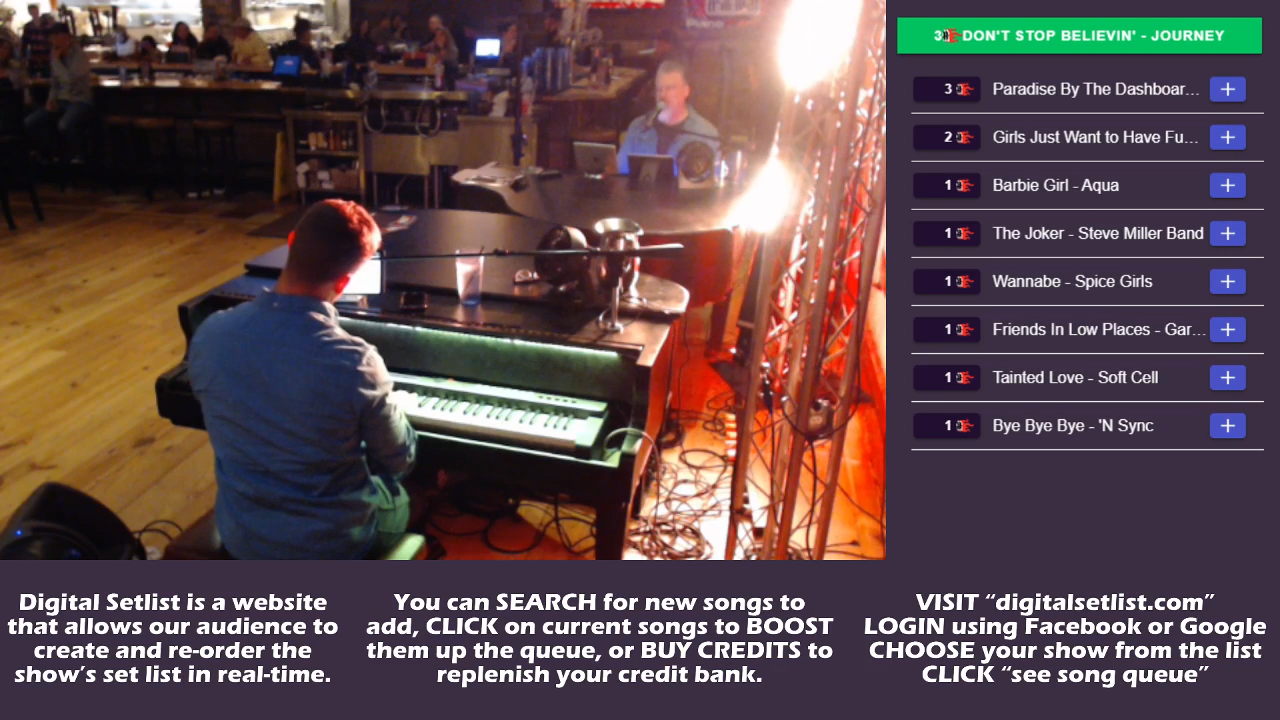 3 DON'T STOP BELIEVIN' - JOURNEY
3 Paradise By The Dashboar...
2 Girls Just Want to Have Fu...
1 Barbie Girl - Aqua
1 The Joker - Steve Miller Band
1 Wannabe - Spice Girls
1 Friends In Low Places - Gar...
1 Tainted Love - Soft Cell
1 Bye Bye Bye - 'N Sync
Digital Setlist is a website
that allows our audience to
create and re-order the
show's set list in real-time.
You can SEARCH for new songs to
add, CLICK on current songs to BOOST
them up the queue, or BUY CREDITS to
replenish your credit bank.
VISIT “digitalsetlist.com”
LOGIN using Facebook or Google
CHOOSE your show from the list
CLICK “see song queue”